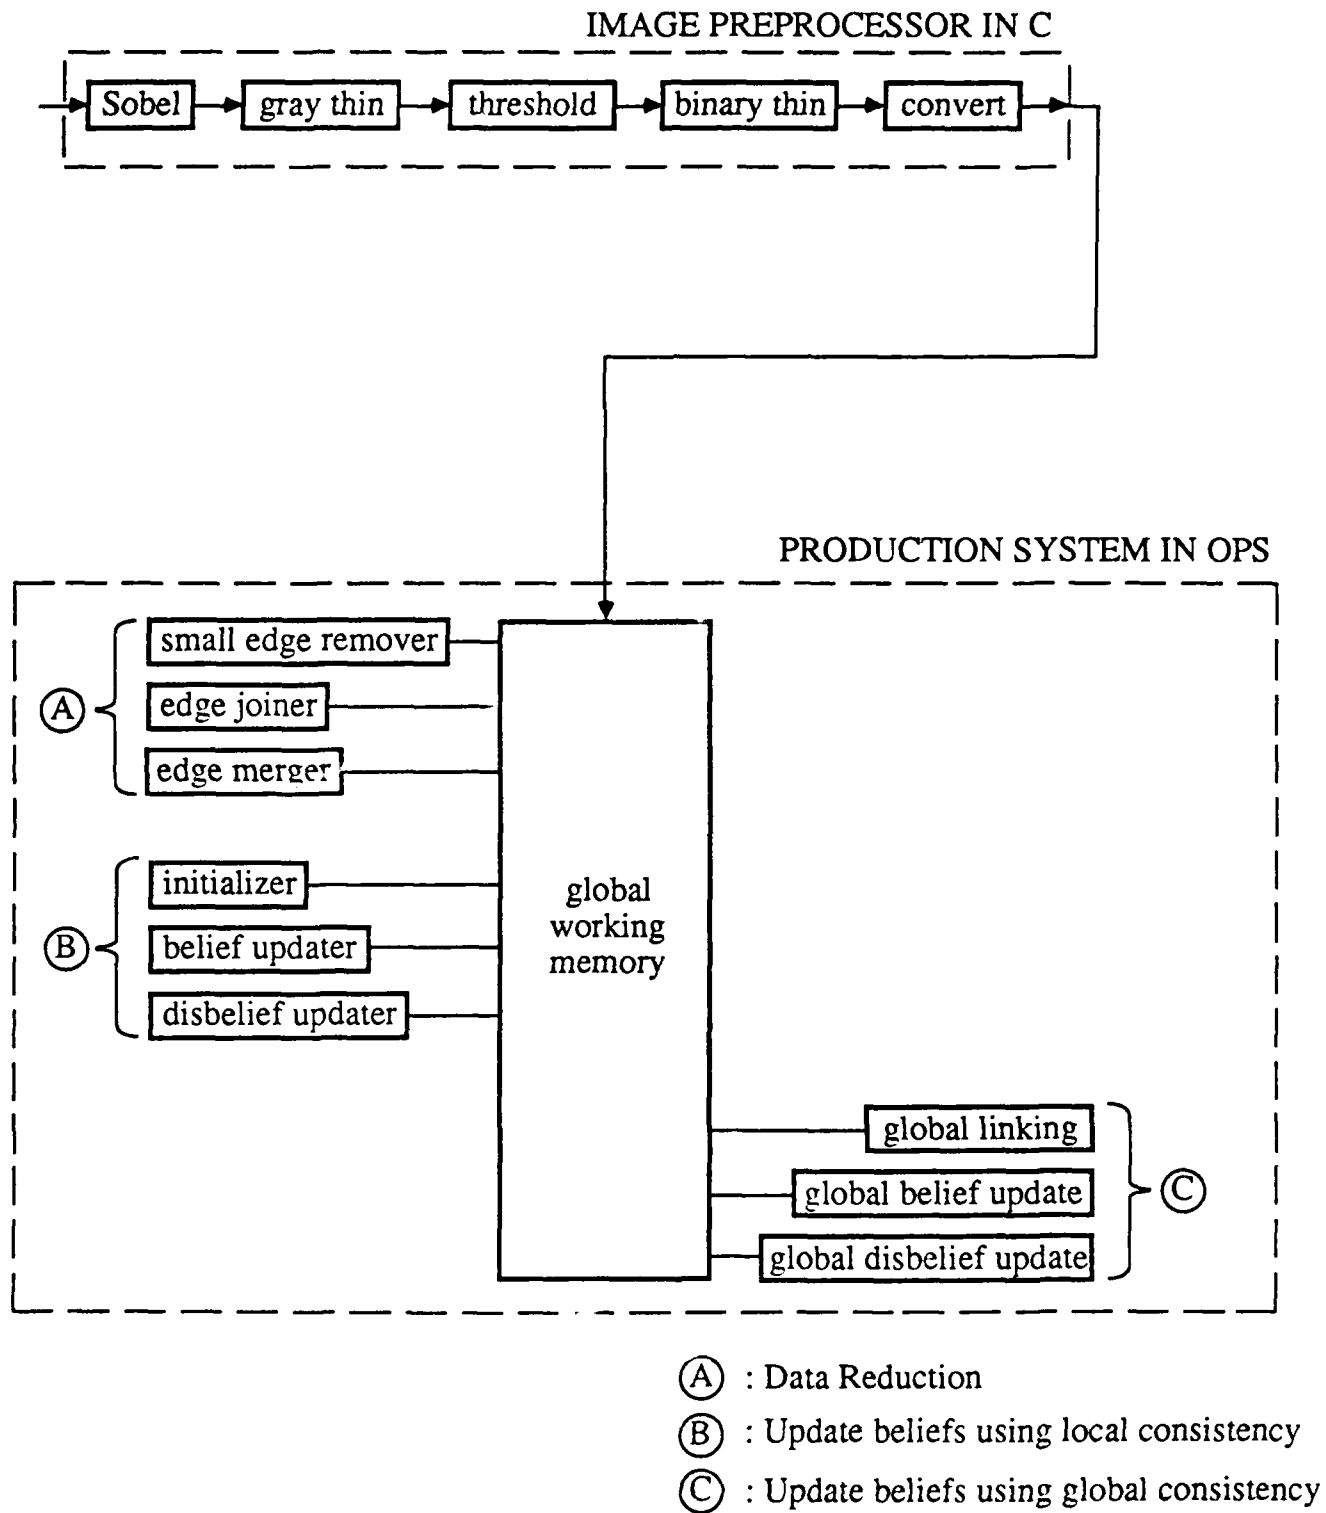 IMAGE PREPROCESSOR IN C
Sobel
gray thin
threshold
binary thin
convert
PRODUCTION SYSTEM IN OPS
A
small edge remover
edge joiner
edge merger
B
initializer
belief updater
disbelief updater
global
working
memory
global linking
global belief update
global disbelief update
C
A : Data Reduction
B : Update beliefs using local consistency
C : Update beliefs using global consistency